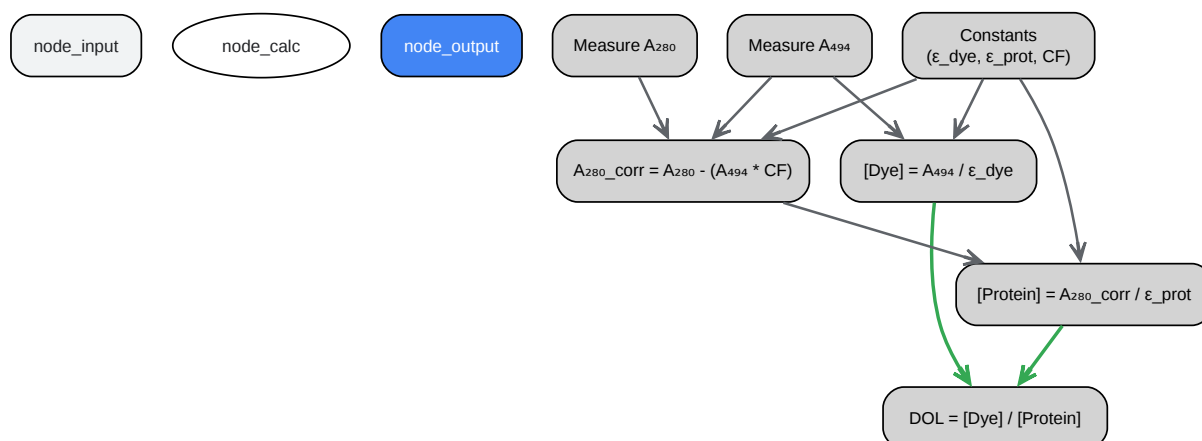 node_input
node_calc
node_output
Measure A₂₈₀
Measure A₄₉₄
Constants
(ε_dye, ε_prot, CF)
A₂₈₀_corr = A₂₈₀ - (A₄₉₄ * CF)
[Dye] = A₄₉₄ / ε_dye
[Protein] = A₂₈₀_corr / ε_prot
DOL = [Dye] / [Protein]